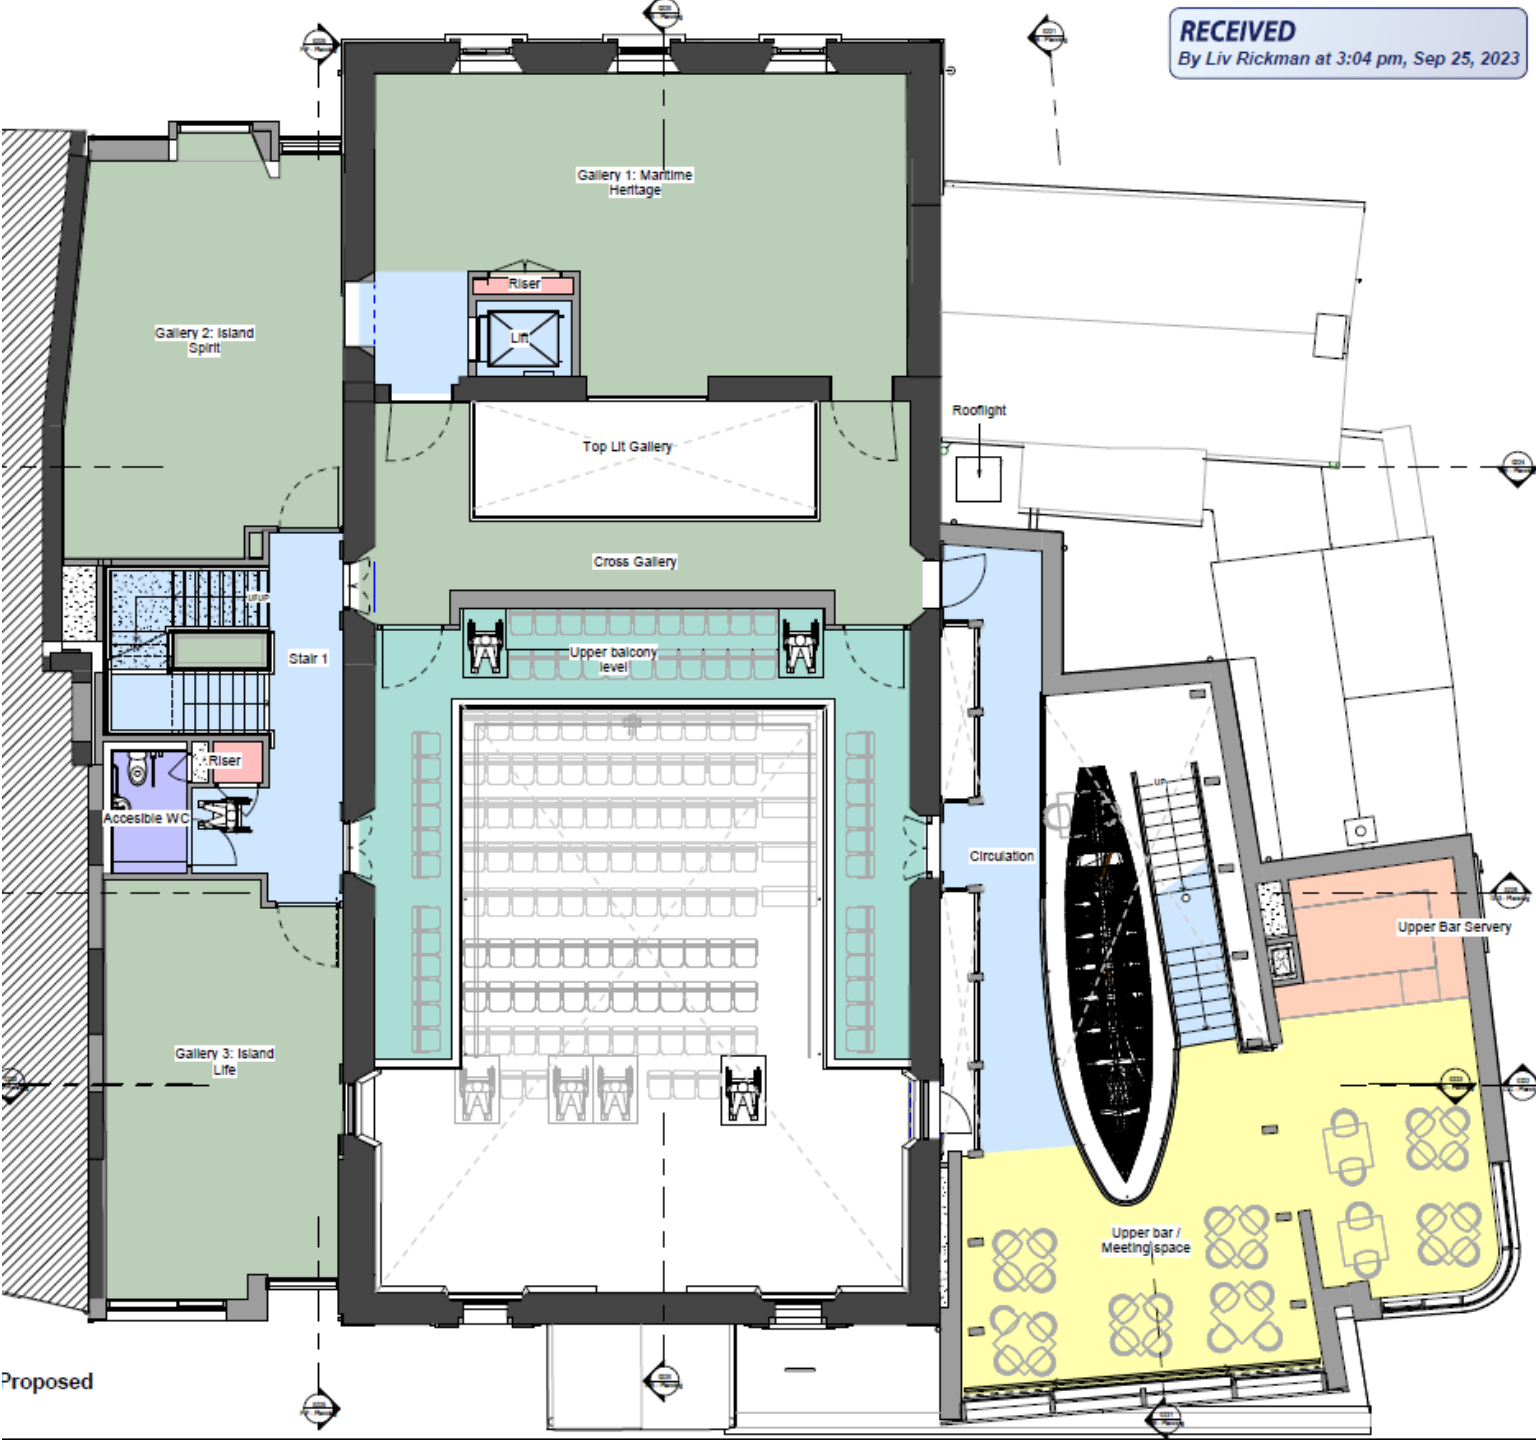 RECEIVED
By Liv Rickman at 3:04 pm, Sep 25, 2023
Gallery 1: Maritime
Heritage
Riser
Lift
Gallery 2: Island
Spirit
Rooflight
Top Lit Gallery
Cross Gallery
Upper balcony
level
Stair 1
UP
Riser
Accesible WC
Circulation
Upper Bar Servery
Gallery 3: Island
Life
Upper bar /
Meeting space
Proposed